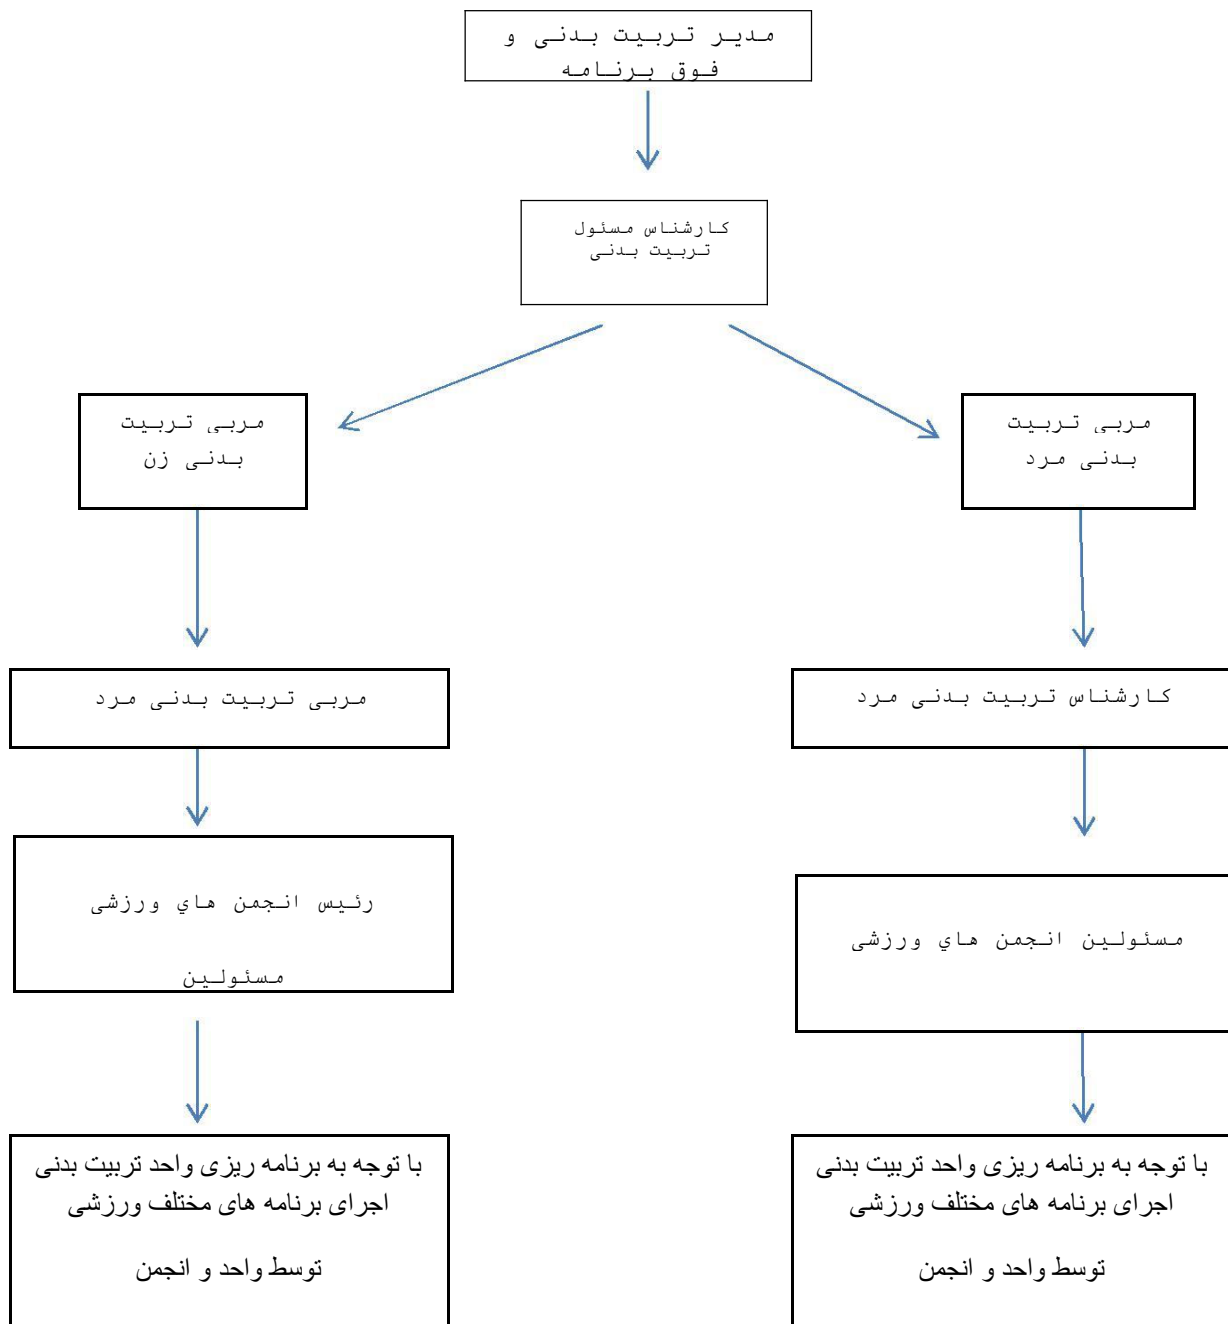 مدیر تربیت بدنی و
فوق برنامه
کارشناس مسئول
تربیت بدنی
مربی تربیت
بدنی مرد
مربی تربیت
بدنی زن
کارشناس تربیت بدنی مرد
مربی تربیت بدنی مرد
مسئولین انجمن هاي ورزشی
رئیس انجمن هاي ورزشی
مسئولین
با توجه به برنامه ریزی واحد تربیت بدنی
اجرای برنامه های مختلف ورزشی
توسط واحد و انجمن
با توجه به برنامه ریزی واحد تربیت بدنی
اجرای برنامه های مختلف ورزشی
توسط واحد و انجمن